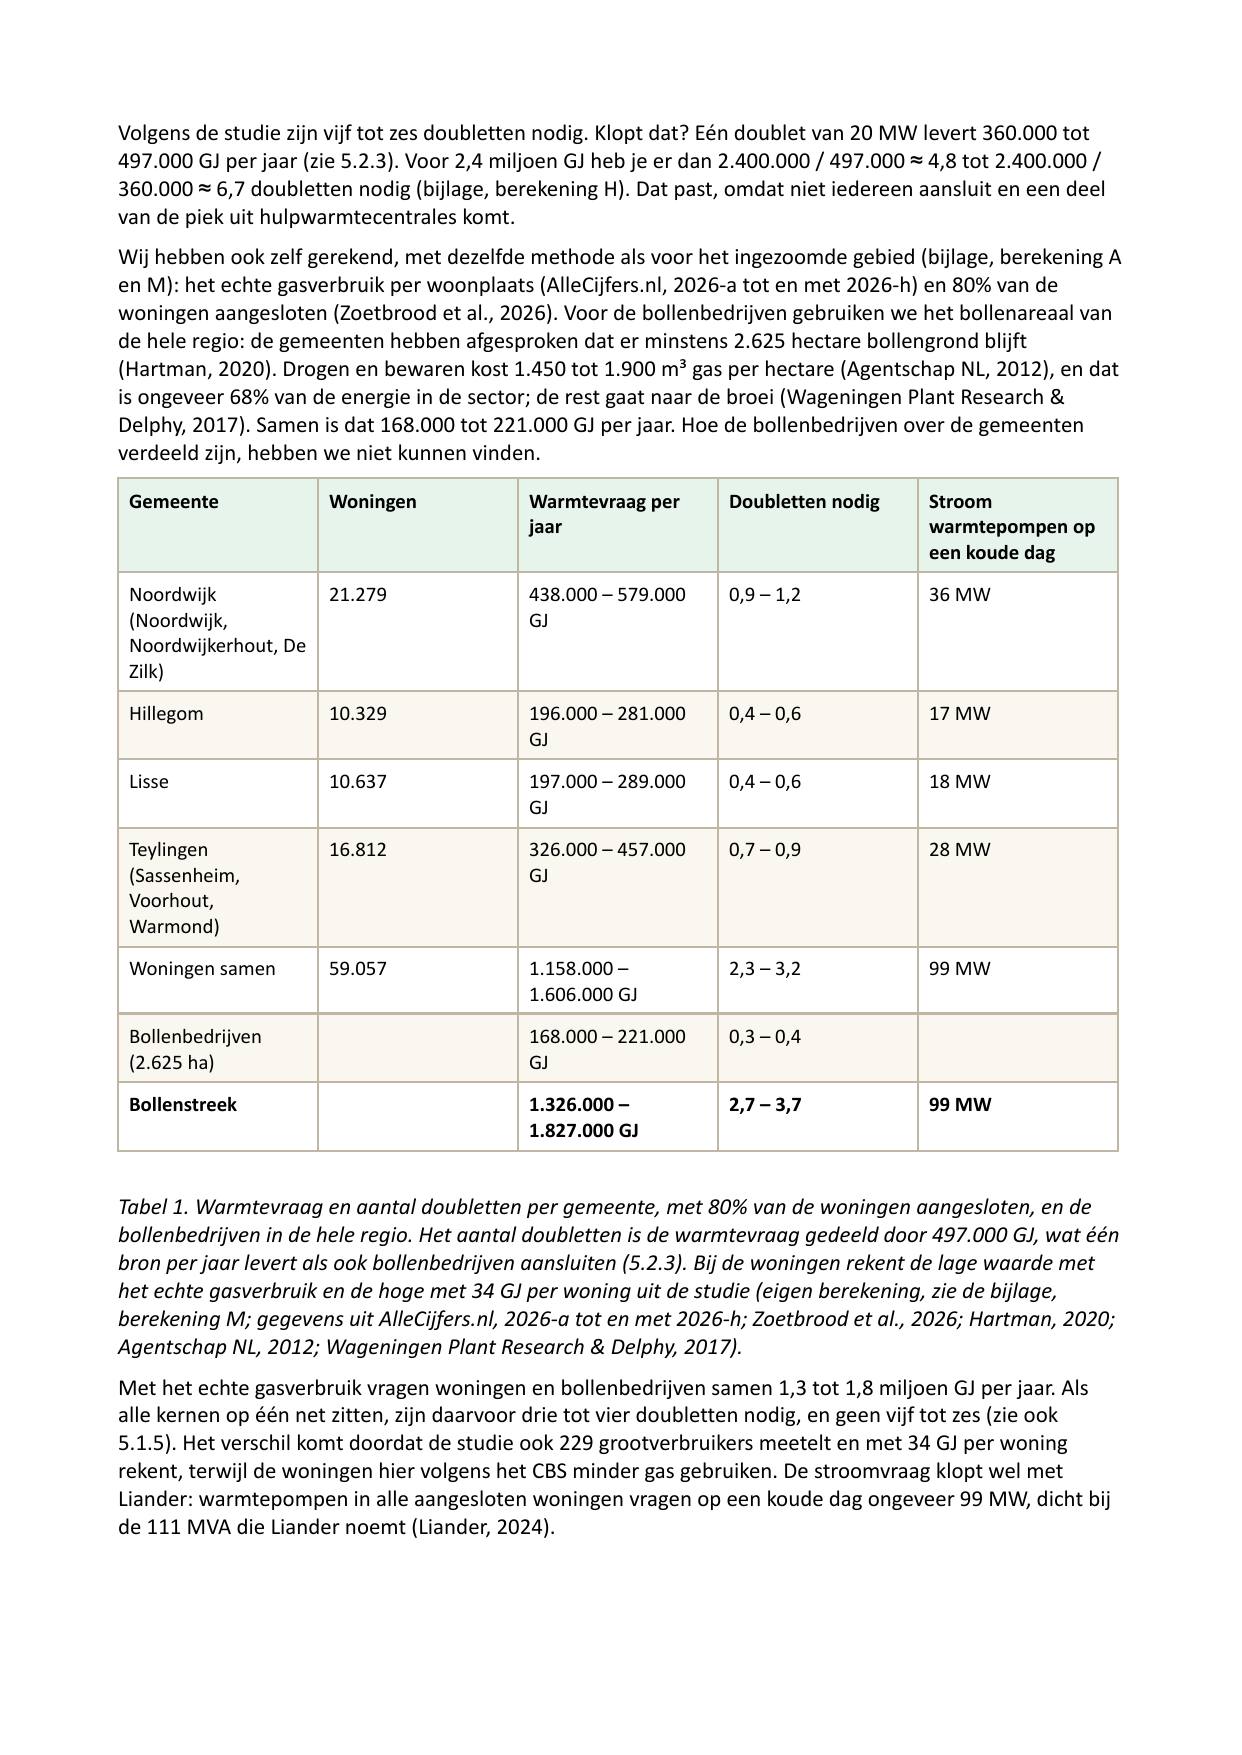 Volgens de studie zijn vijf tot zes doubletten nodig. Klopt dat? Eén doublet van 20 MW levert 360.000 tot
497.000 GJ per jaar (zie 5.2.3). Voor 2,4 miljoen GJ heb je er dan 2.400.000 / 497.000 ≈ 4,8 tot 2.400.000 /
360.000 ≈ 6,7 doubletten nodig (bijlage, berekening H). Dat past, omdat niet iedereen aansluit en een deel
van de piek uit hulpwarmtecentrales komt.
Wij hebben ook zelf gerekend, met dezelfde methode als voor het ingezoomde gebied (bijlage, berekening A
en M): het echte gasverbruik per woonplaats (AlleCijfers.nl, 2026-a tot en met 2026-h) en 80% van de
woningen aangesloten (Zoetbrood et al., 2026). Voor de bollenbedrijven gebruiken we het bollenareaal van
de hele regio: de gemeenten hebben afgesproken dat er minstens 2.625 hectare bollengrond blijft
(Hartman, 2020). Drogen en bewaren kost 1.450 tot 1.900 m³ gas per hectare (Agentschap NL, 2012), en dat
is ongeveer 68% van de energie in de sector; de rest gaat naar de broei (Wageningen Plant Research &
Delphy, 2017). Samen is dat 168.000 tot 221.000 GJ per jaar. Hoe de bollenbedrijven over de gemeenten
verdeeld zijn, hebben we niet kunnen vinden.
Gemeente Woningen Warmtevraag per Doubletten nodig Stroom
jaar warmtepompen op
een koude dag
Noordwijk 21.279 438.000 – 579.000 0,9 – 1,2 36 MW
(Noordwijk, GJ
Noordwijkerhout, De
Zilk)
Hillegom 10.329 196.000 – 281.000 0,4 – 0,6 17 MW
GJ
Lisse 10.637 197.000 – 289.000 0,4 – 0,6 18 MW
GJ
Teylingen 16.812 326.000 – 457.000 0,7 – 0,9 28 MW
(Sassenheim, GJ
Voorhout,
Warmond)
Woningen samen 59.057 1.158.000 – 2,3 – 3,2 99 MW
1.606.000 GJ
Bollenbedrijven 168.000 – 221.000 0,3 – 0,4
(2.625 ha) GJ
Bollenstreek 1.326.000 – 2,7 – 3,7 99 MW
1.827.000 GJ
Tabel 1. Warmtevraag en aantal doubletten per gemeente, met 80% van de woningen aangesloten, en de
bollenbedrijven in de hele regio. Het aantal doubletten is de warmtevraag gedeeld door 497.000 GJ, wat één
bron per jaar levert als ook bollenbedrijven aansluiten (5.2.3). Bij de woningen rekent de lage waarde met
het echte gasverbruik en de hoge met 34 GJ per woning uit de studie (eigen berekening, zie de bijlage,
berekening M; gegevens uit AlleCijfers.nl, 2026-a tot en met 2026-h; Zoetbrood et al., 2026; Hartman, 2020;
Agentschap NL, 2012; Wageningen Plant Research & Delphy, 2017).
Met het echte gasverbruik vragen woningen en bollenbedrijven samen 1,3 tot 1,8 miljoen GJ per jaar. Als
alle kernen op één net zitten, zijn daarvoor drie tot vier doubletten nodig, en geen vijf tot zes (zie ook
5.1.5). Het verschil komt doordat de studie ook 229 grootverbruikers meetelt en met 34 GJ per woning
rekent, terwijl de woningen hier volgens het CBS minder gas gebruiken. De stroomvraag klopt wel met
Liander: warmtepompen in alle aangesloten woningen vragen op een koude dag ongeveer 99 MW, dicht bij
de 111 MVA die Liander noemt (Liander, 2024).